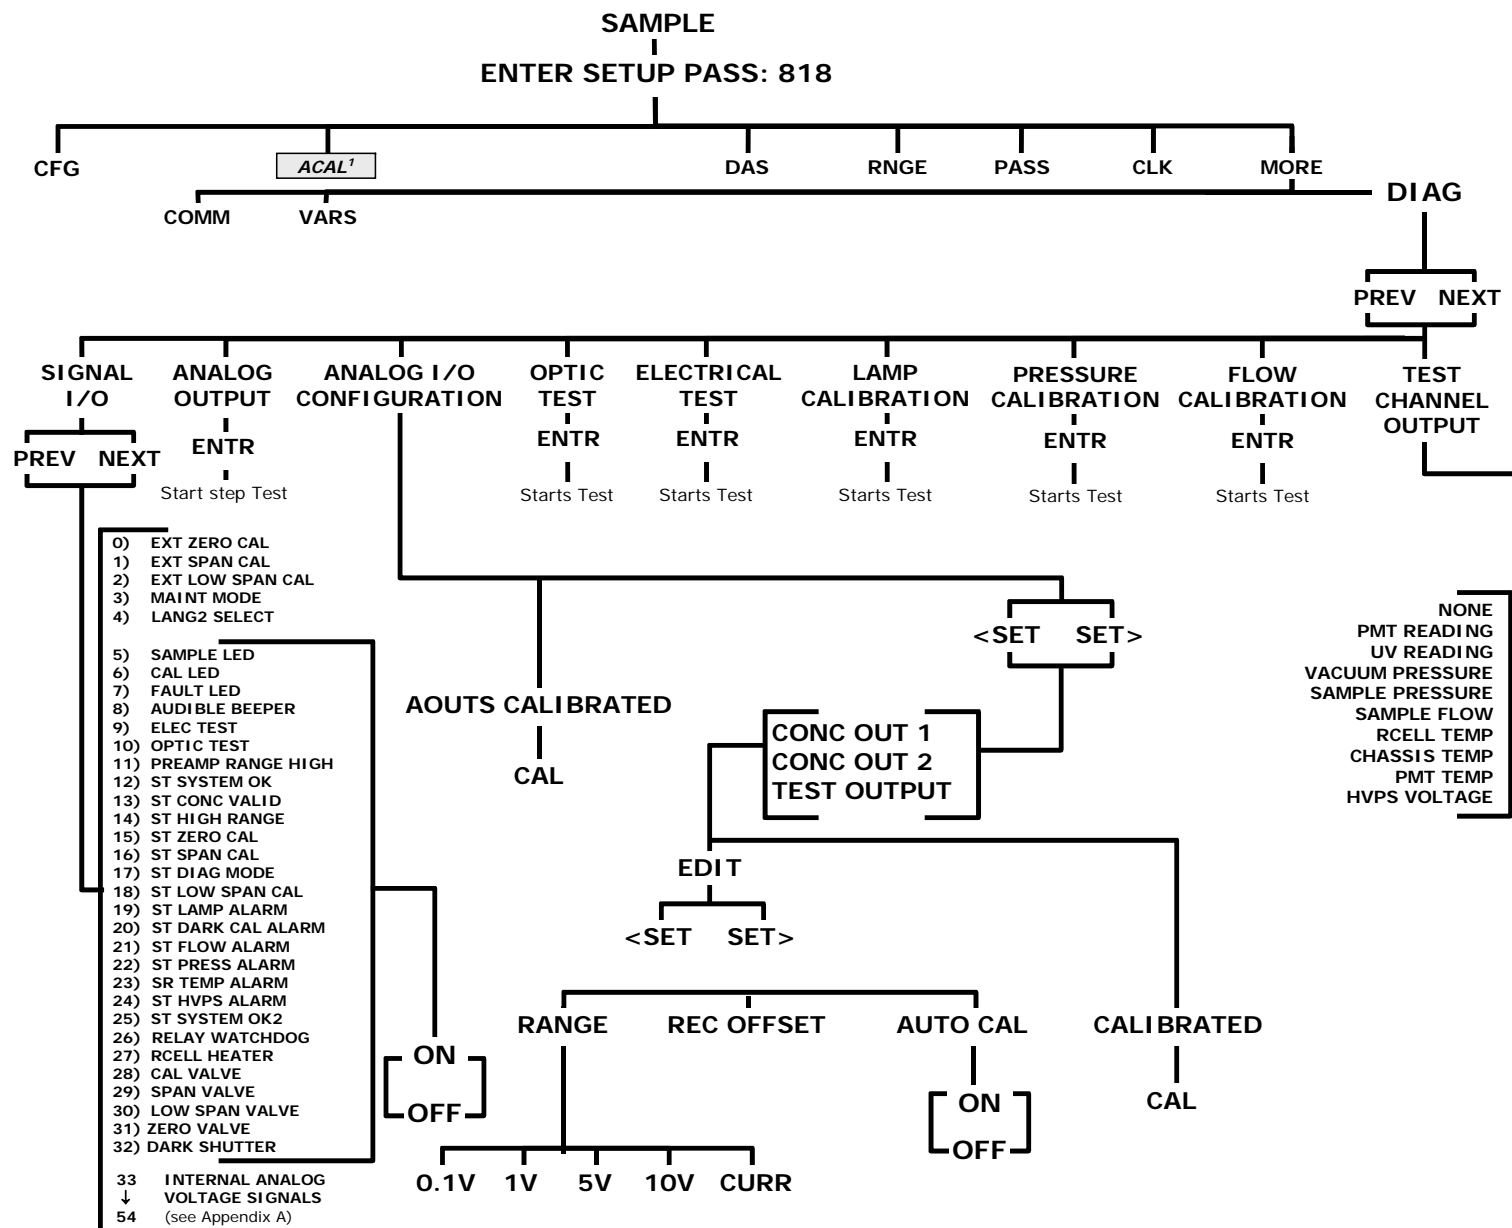 SAMPLE
ENTER SETUP PASS: 818
CFG
ACAL¹
DAS
RNGE
PASS
CLK
MORE
COMM
VARS
DIAG
PREV NEXT
SIGNAL
I/O
ANALOG
OUTPUT
ANALOG I/O
CONFIGURATION
OPTIC
TEST
ELECTRICAL
TEST
LAMP
CALIBRATION
PRESSURE
CALIBRATION
FLOW
CALIBRATION
TEST
CHANNEL
OUTPUT
PREV NEXT
ENTR
ENTR
ENTR
ENTR
ENTR
ENTR
Start step Test
Starts Test
Starts Test
Starts Test
Starts Test
Starts Test
0) EXT ZERO CAL
1) EXT SPAN CAL
2) EXT LOW SPAN CAL
3) MAINT MODE
4) LANG2 SELECT
5) SAMPLE LED
6) CAL LED
7) FAULT LED
8) AUDIBLE BEEPER
9) ELEC TEST
10) OPTIC TEST
11) PREAMP RANGE HIGH
12) ST SYSTEM OK
13) ST CONC VALID
14) ST HIGH RANGE
15) ST ZERO CAL
16) ST SPAN CAL
17) ST DIAG MODE
18) ST LOW SPAN CAL
19) ST LAMP ALARM
20) ST DARK CAL ALARM
21) ST FLOW ALARM
22) ST PRESS ALARM
23) SR TEMP ALARM
24) ST HVPS ALARM
25) ST SYSTEM OK2
26) RELAY WATCHDOG
27) RCELL HEATER
28) CAL VALVE
29) SPAN VALVE
30) LOW SPAN VALVE
31) ZERO VALVE
32) DARK SHUTTER
33 INTERNAL ANALOG
↓ VOLTAGE SIGNALS
54 (see Appendix A)
ON
OFF
AOUTS CALIBRATED
CAL
<SET SET>
CONC OUT 1
CONC OUT 2
TEST OUTPUT
EDIT
<SET SET>
RANGE
REC OFFSET
AUTO CAL
CALIBRATED
ON
OFF
CAL
0.1V
1V
5V
10V
CURR
NONE
PMT READING
UV READING
VACUUM PRESSURE
SAMPLE PRESSURE
SAMPLE FLOW
RCELL TEMP
CHASSIS TEMP
PMT TEMP
HVPS VOLTAGE